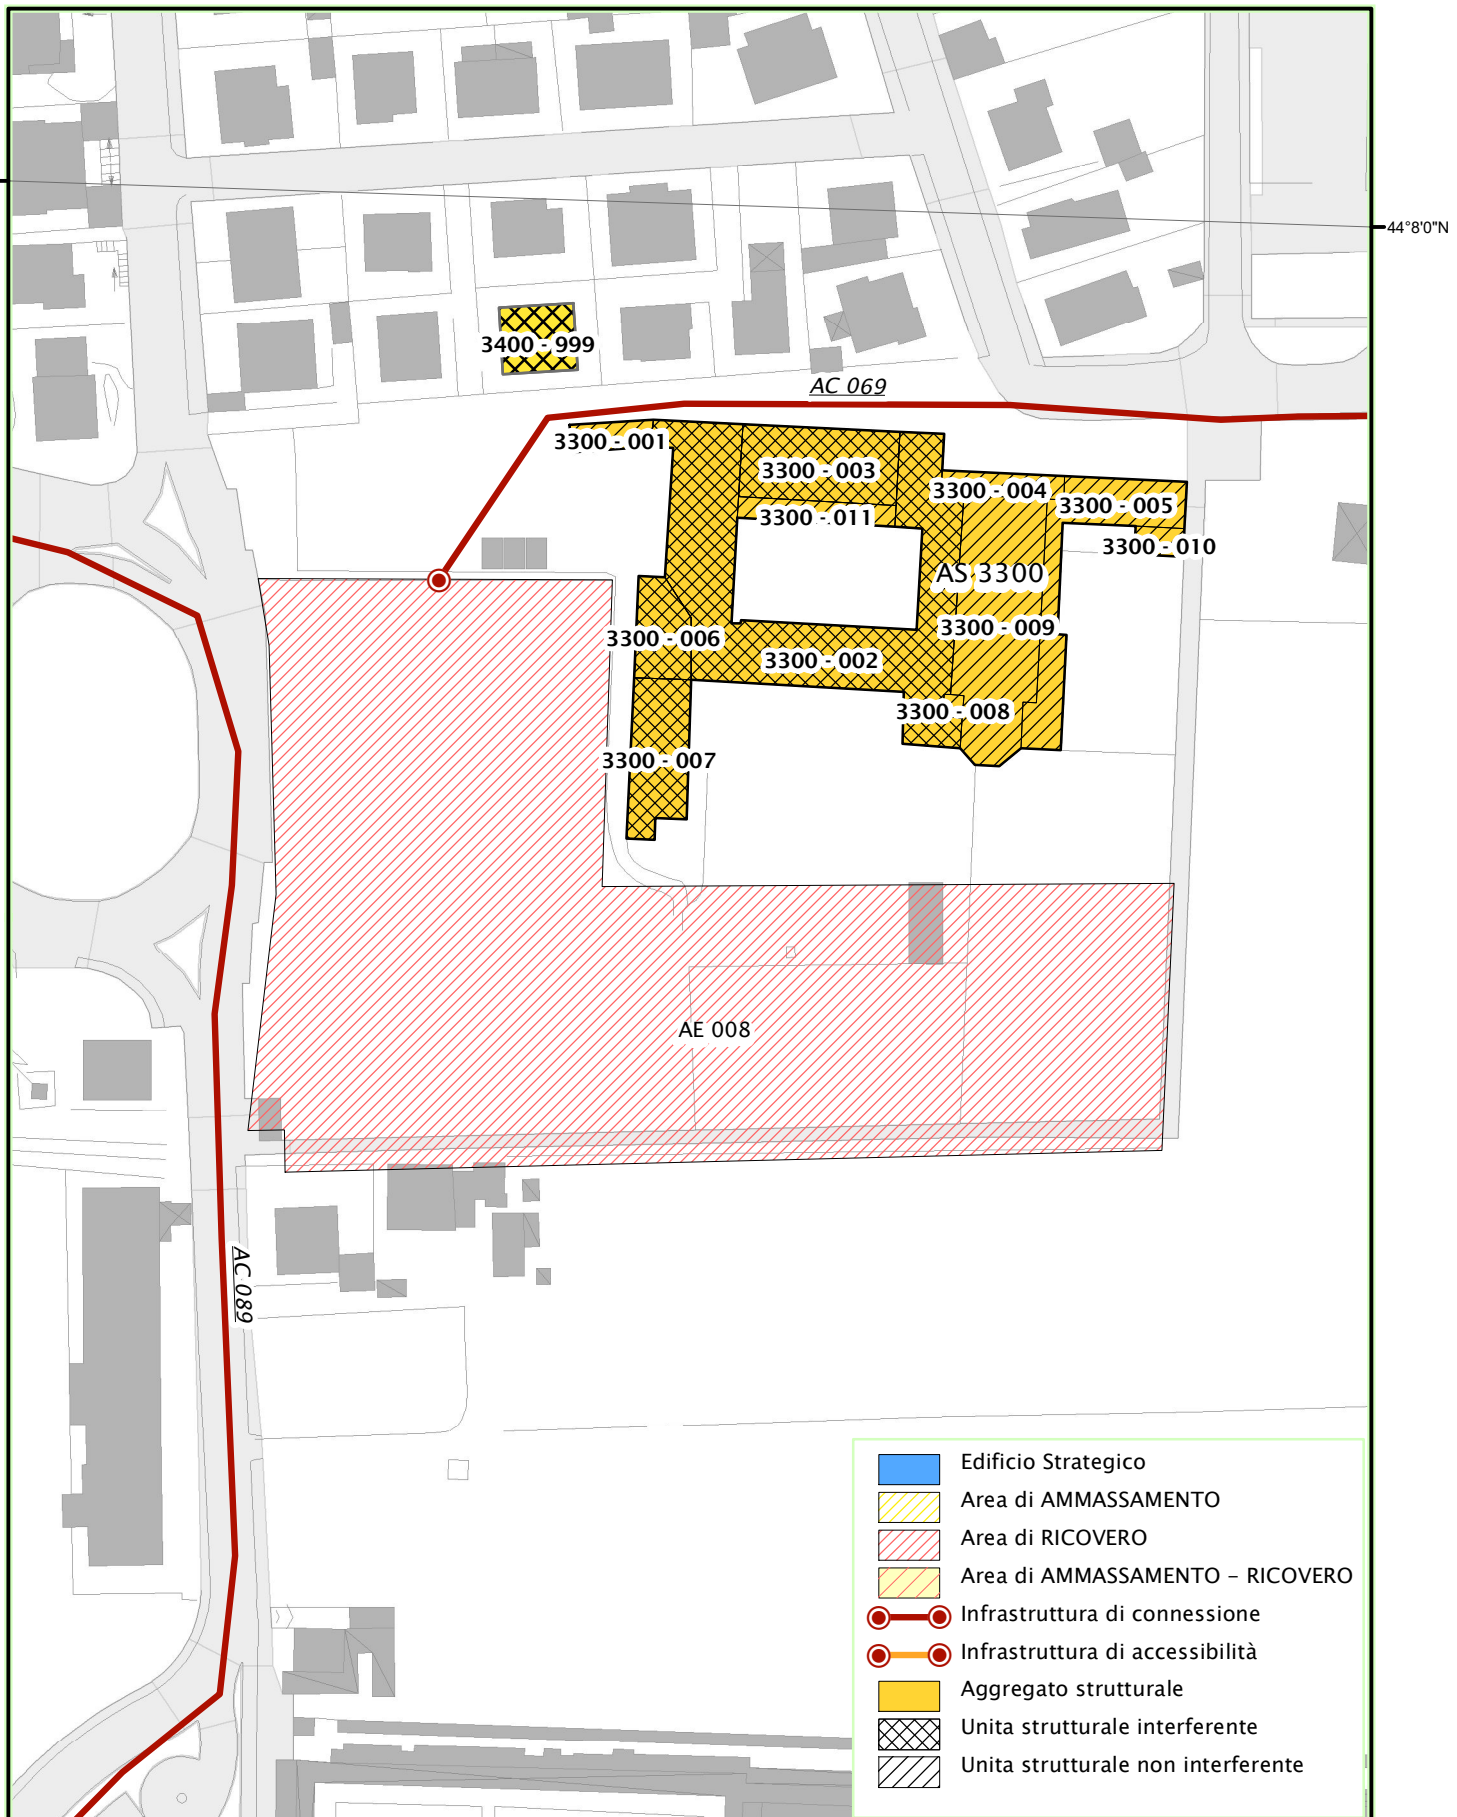 44°8'0"N
3400 - 999
AC 069
3300 - 001
3300 - 003
3300 - 004
3300 - 005
3300 - 011
3300 - 010
AS 3300
3300 - 009
3300 - 006
3300 - 002
3300 - 008
3300 - 007
AE 008
AC 089
Edificio Strategico
Area di AMMASSAMENTO
Area di RICOVERO
Area di AMMASSAMENTO – RICOVERO
Infrastruttura di connessione
Infrastruttura di accessibilità
Aggregato strutturale
Unita strutturale interferente
Unita strutturale non interferente